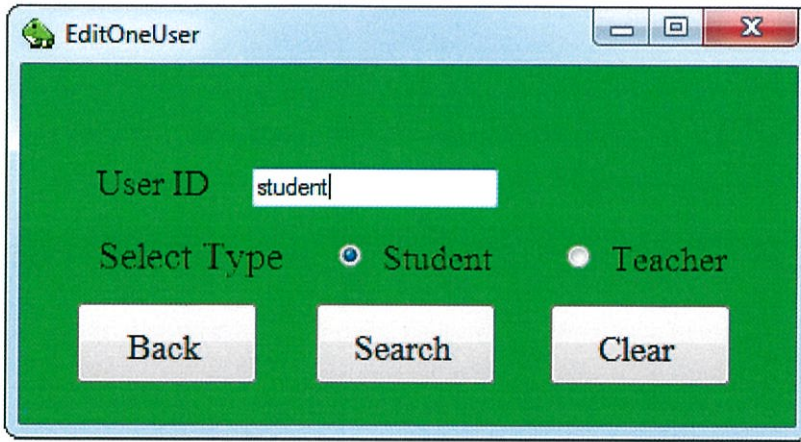 EditOneUser
User ID student
Select Type Student Teacher
Back Search Clear